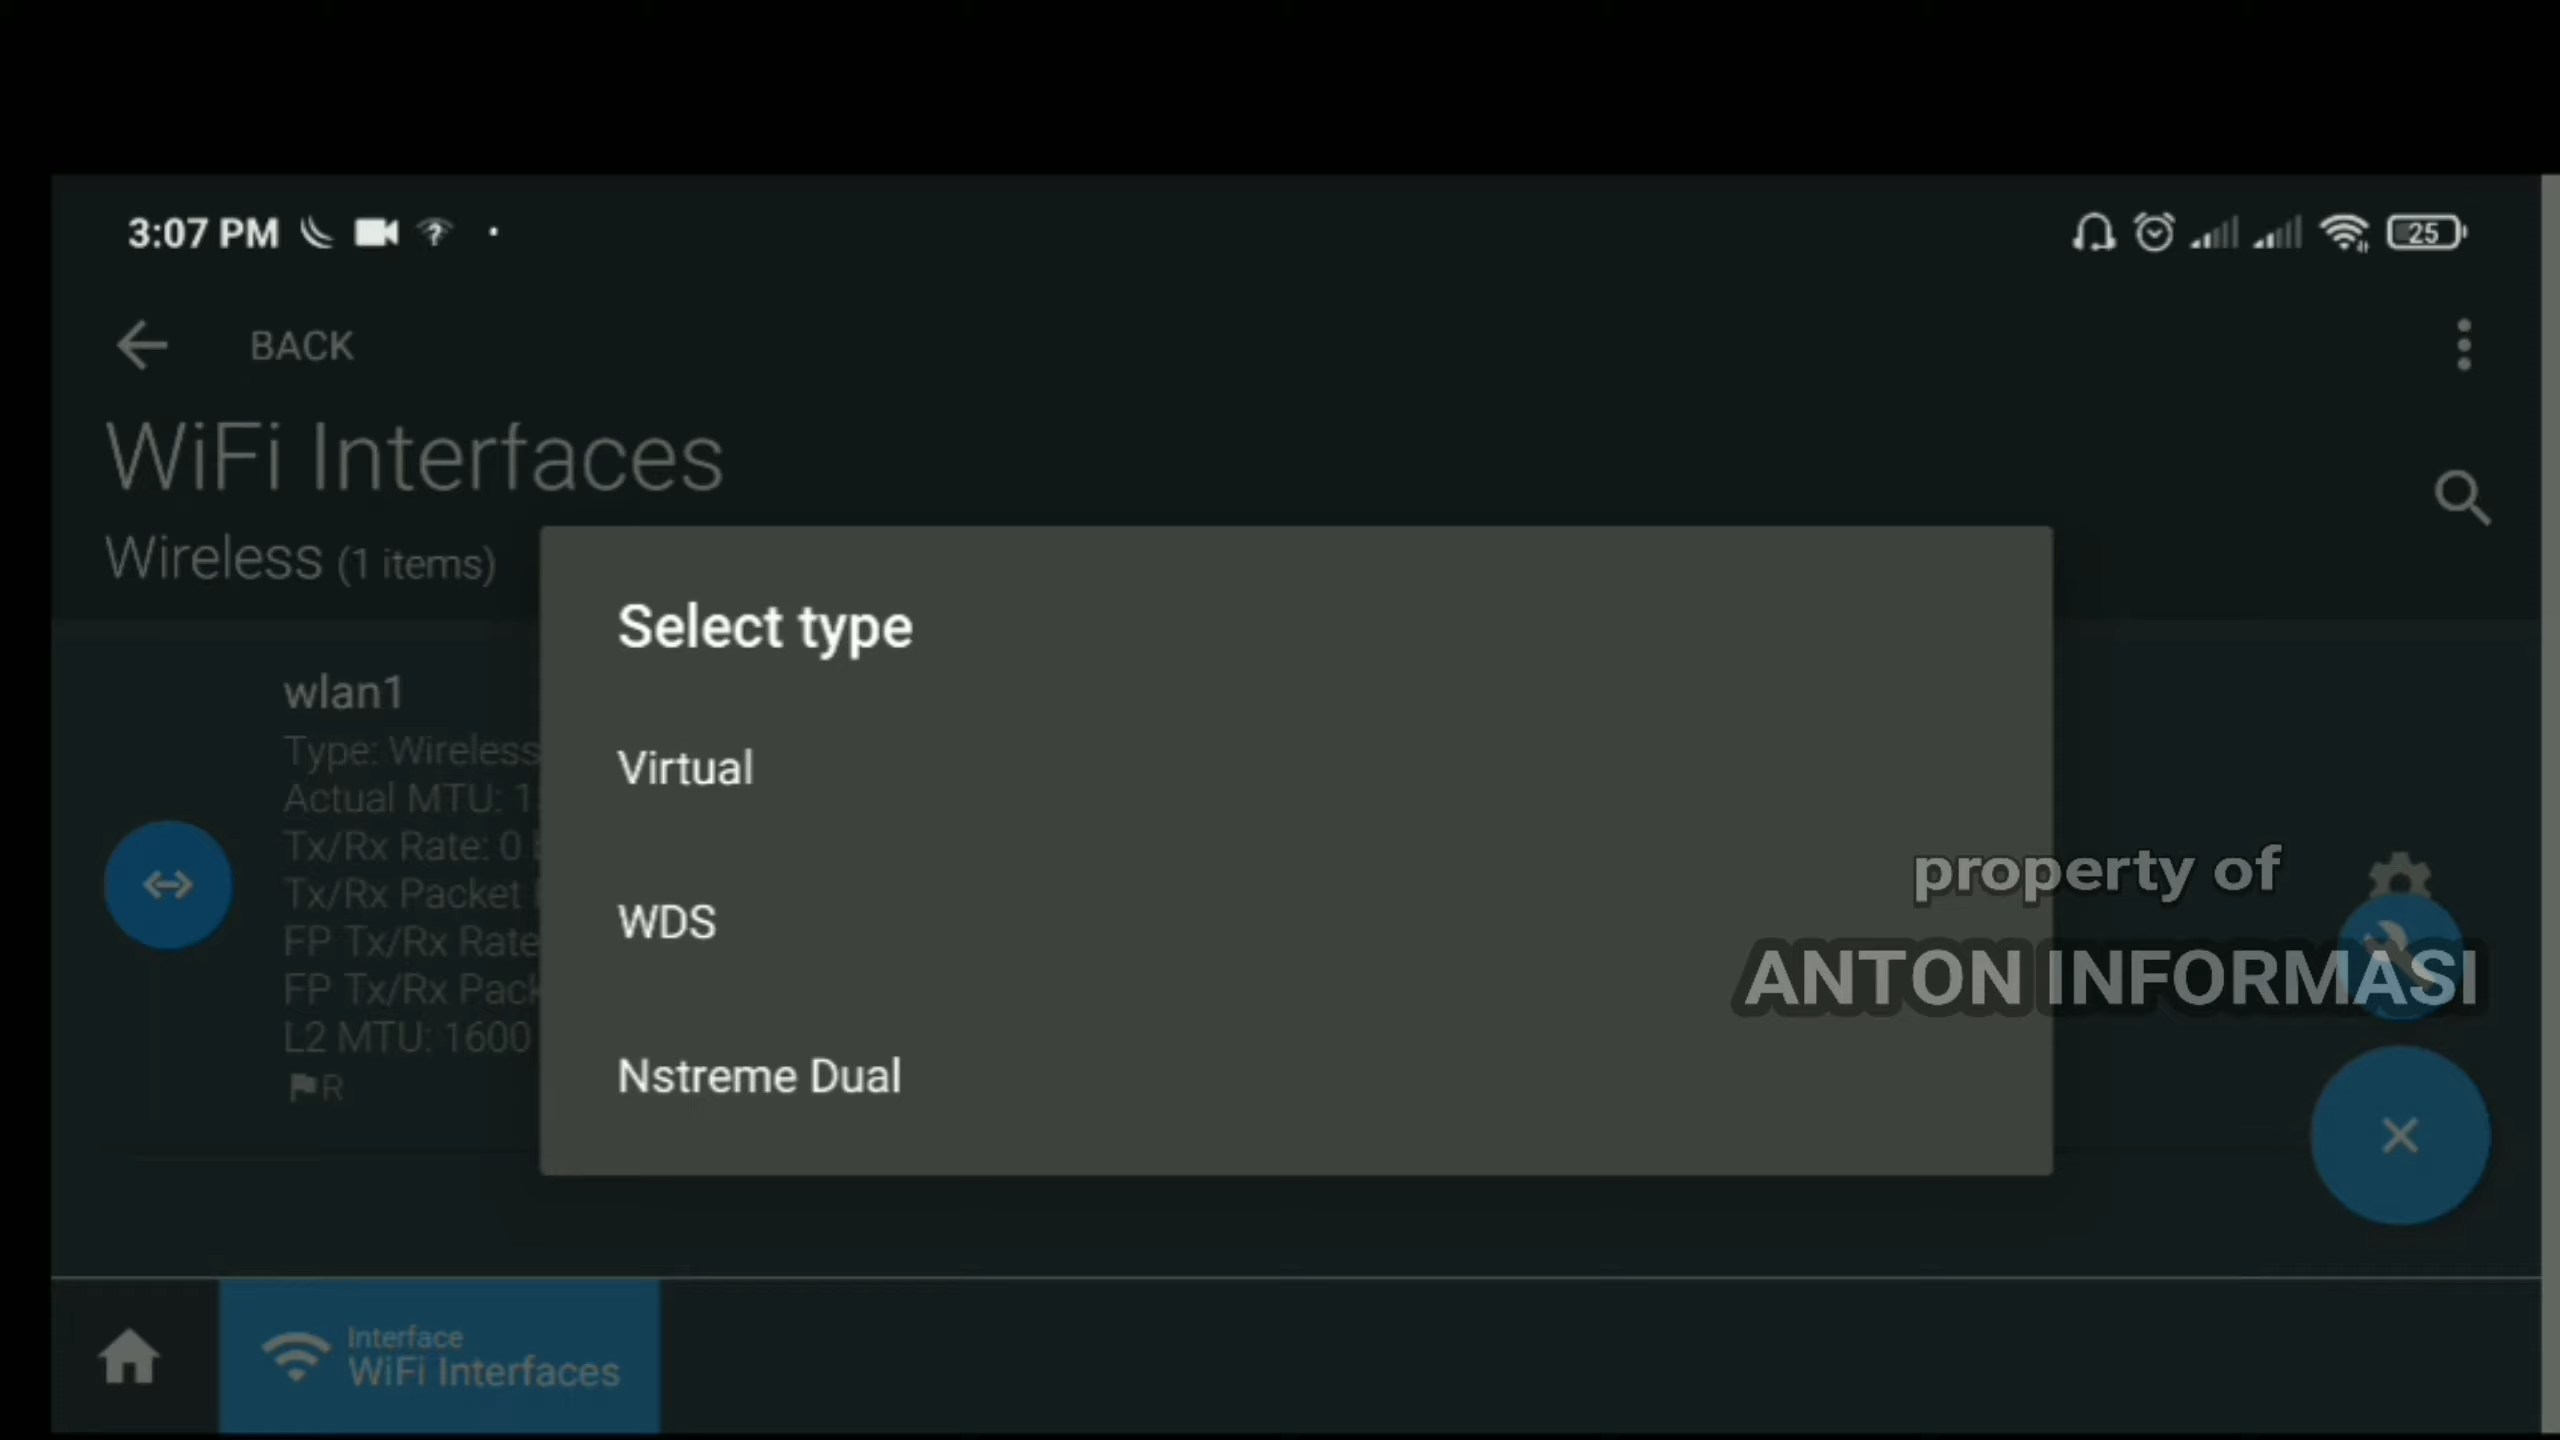 3:07 PM
25
BACK
WiFi Interfaces
Wireless (1 items)
Select type
Virtual
WDS
Nstreme Dual
wlan1
Type: Wireless
Actual MTU:
Tx/Rx Rate: 0
Tx/Rx Packet
FP Tx/Rx Rate
FP Tx/Rx Pack
L2 MTU: 1600
R
property of
ANTON INFORMASI
Interface
WiFi Interfaces